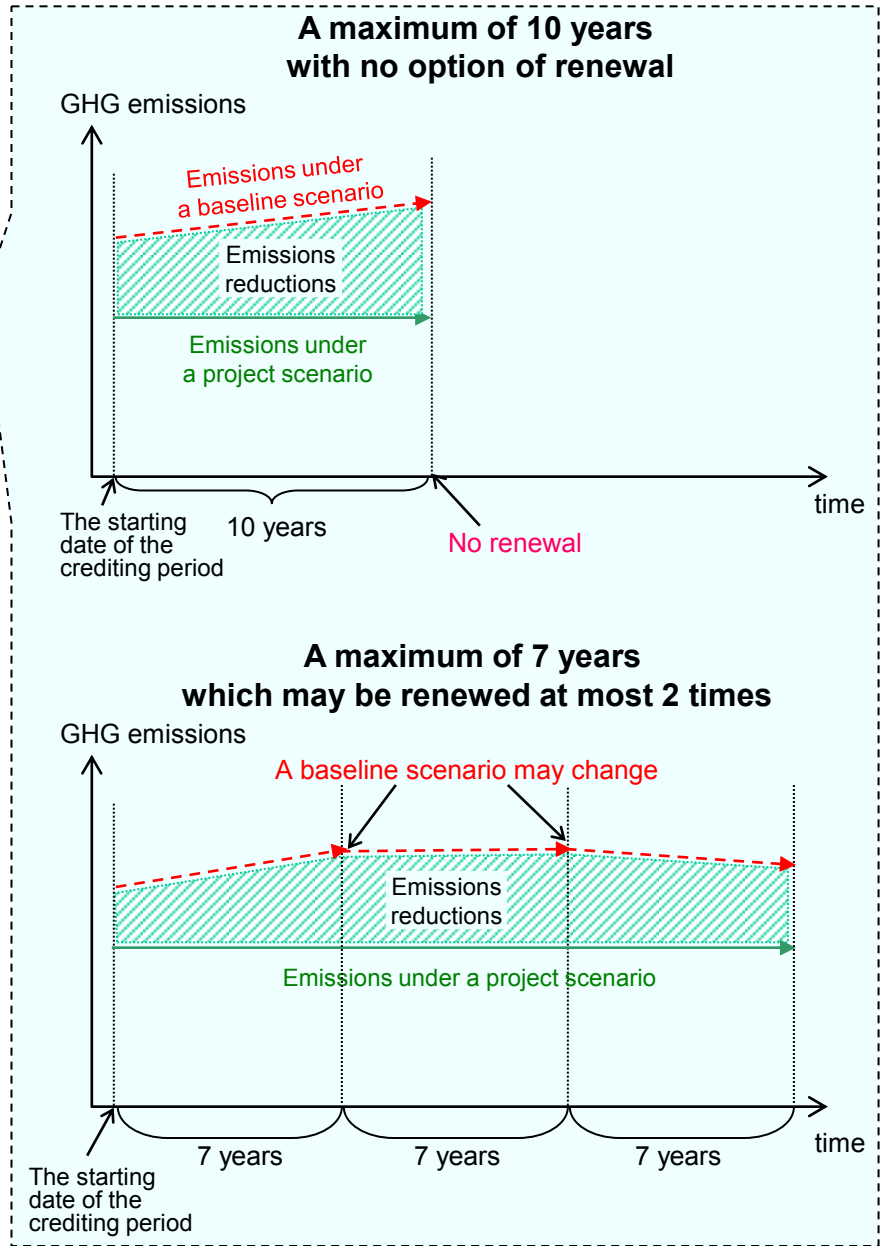 A maximum of 10 years
with no option of renewal
GHG emissions
Emissions under
a baseline scenario
Emissions
reductions
Emissions under
a project scenario
time
The starting
date of the
crediting period
10 years
No renewal
A maximum of 7 years
which may be renewed at most 2 times
GHG emissions
A baseline scenario may change
Emissions
reductions
Emissions under a project scenario
time
7 years
7 years
7 years
The starting
date of the
crediting period